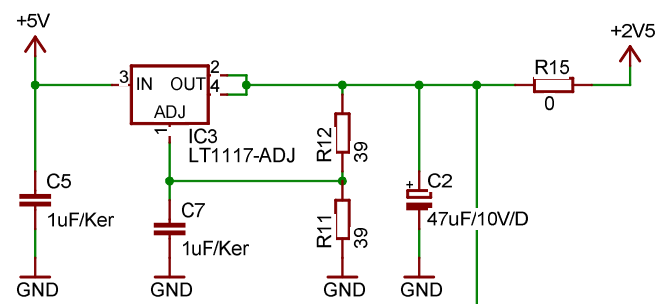 +5V
+2V5
2
R15
3
IN
OUT
4
0
ADJ
1
IC3
LT1117-ADJ
R12
39
C5
1uF/Ker
C7
1uF/Ker
R11
39
+
C2
47uF/10V/D
GND
GND
GND
GND